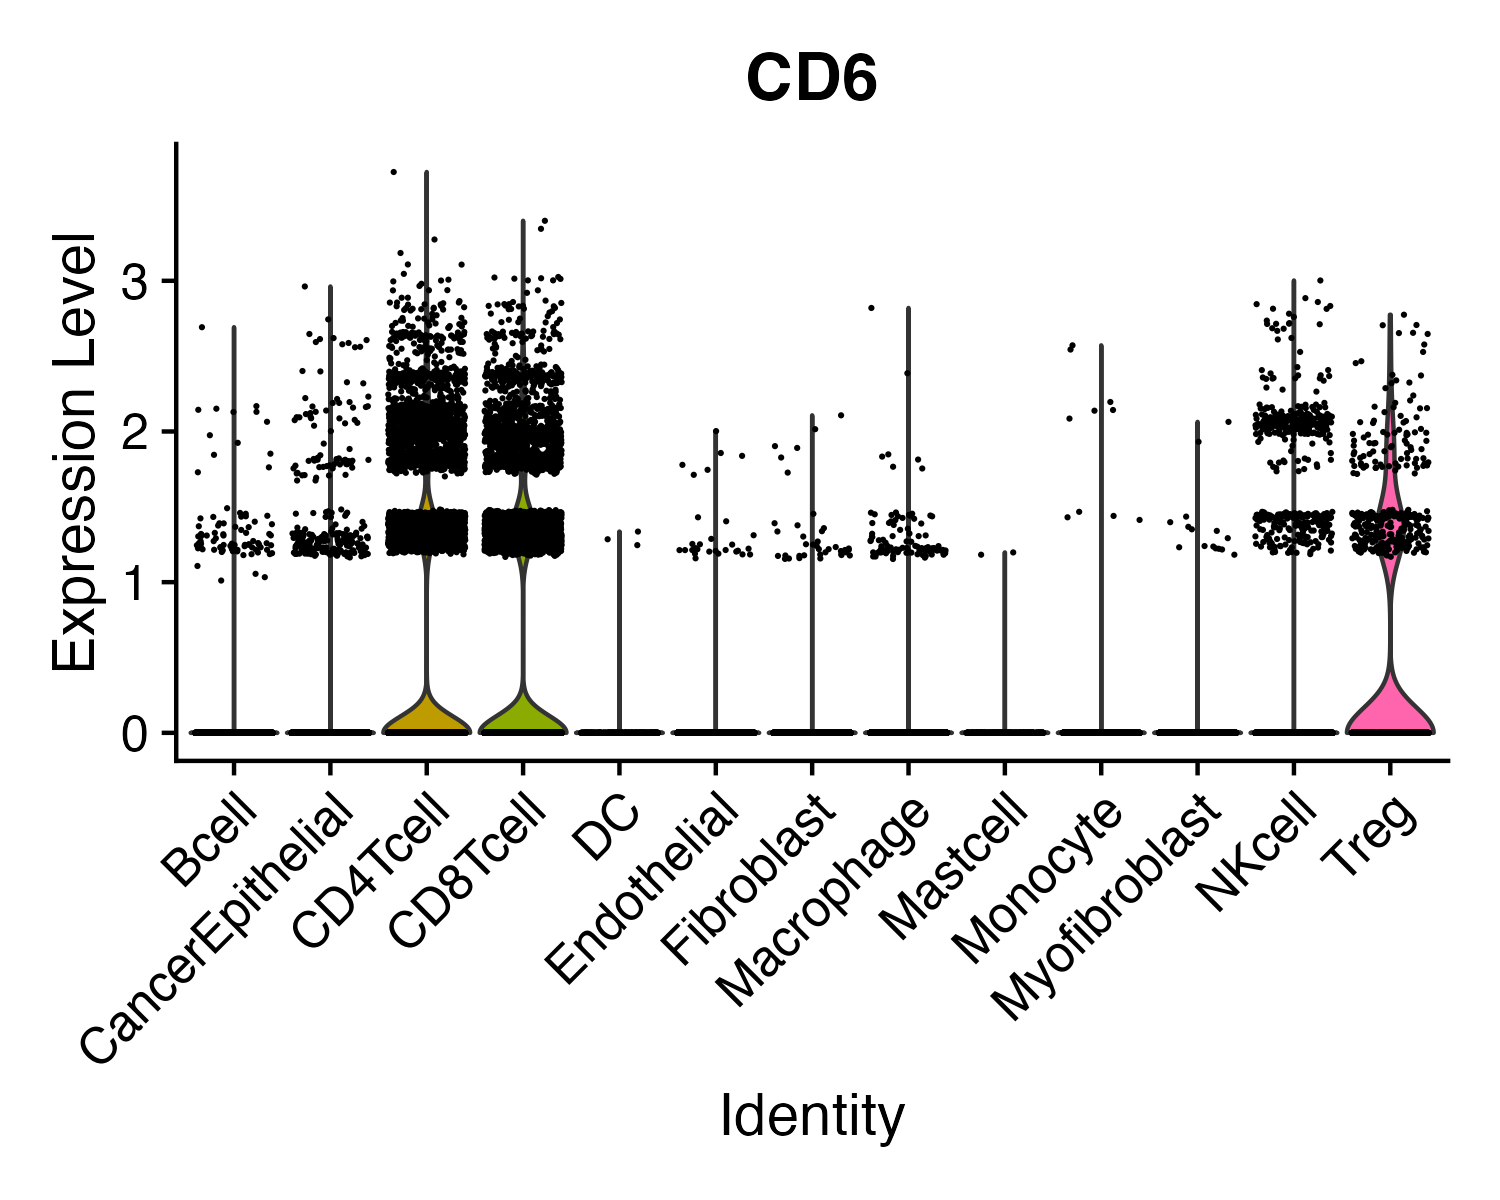 CD6
Expression Level
3
2
1
0
Bcell
CancerEpithelial
CD4Tcell
CD8Tcell
DC
Endothelial
Fibroblast
Macrophage
Mastcell
Monocyte
Myofibroblast
NKcell
Treg
Identity